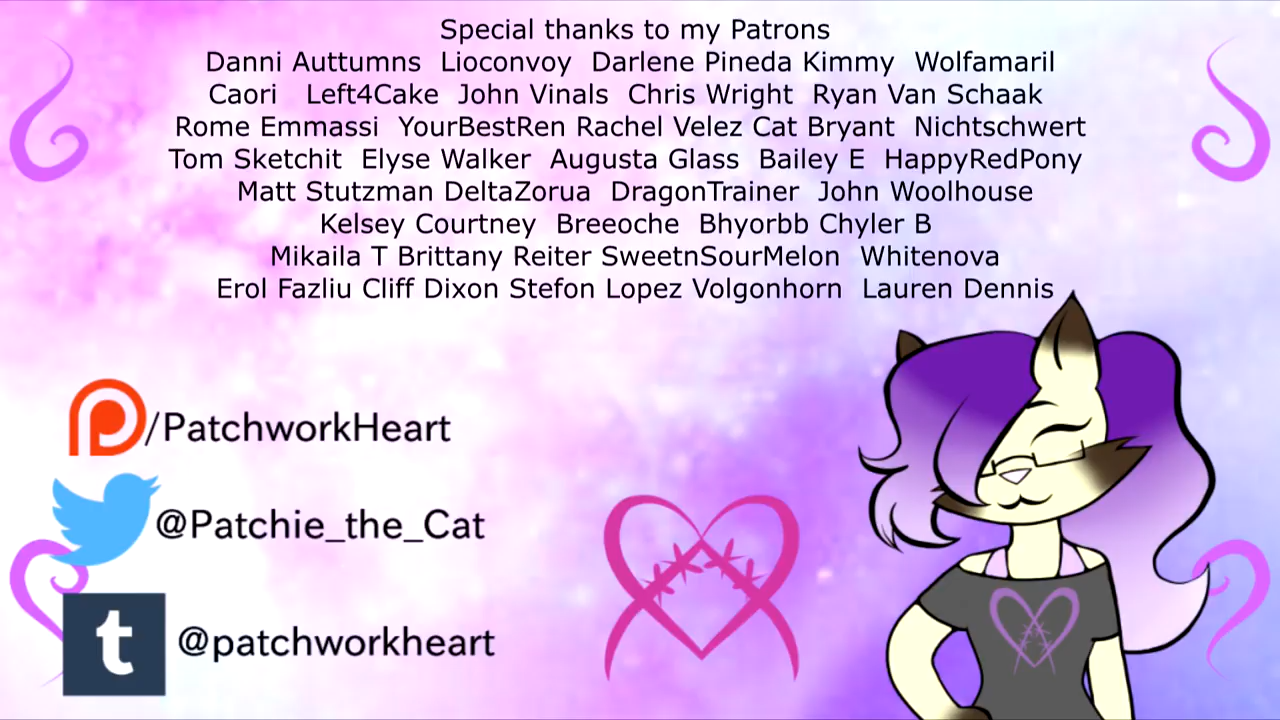 Special thanks to my Patrons
Danni Auttumns Lioconvoy Darlene Pineda Kimmy Wolfamaril
Caori Left4Cake John Vinals Chris Wright Ryan Van Schaak
Rome Emmassi YourBestRen Rachel Velez Cat Bryant Nichtschwert
Tom Sketchit Elyse Walker Augusta Glass Bailey E HappyRedPony
Matt Stutzman DeltaZorua DragonTrainer John Woolhouse
Kelsey Courtney Breeoche Bhyorbb Chyler B
Mikaila T Brittany Reiter SweetnSourMelon Whitenova
Erol Fazliu Cliff Dixon Stefon Lopez Volgonhorn Lauren Dennis
/PatchworkHeart
@Patchie_the_Cat
t @patchworkheart